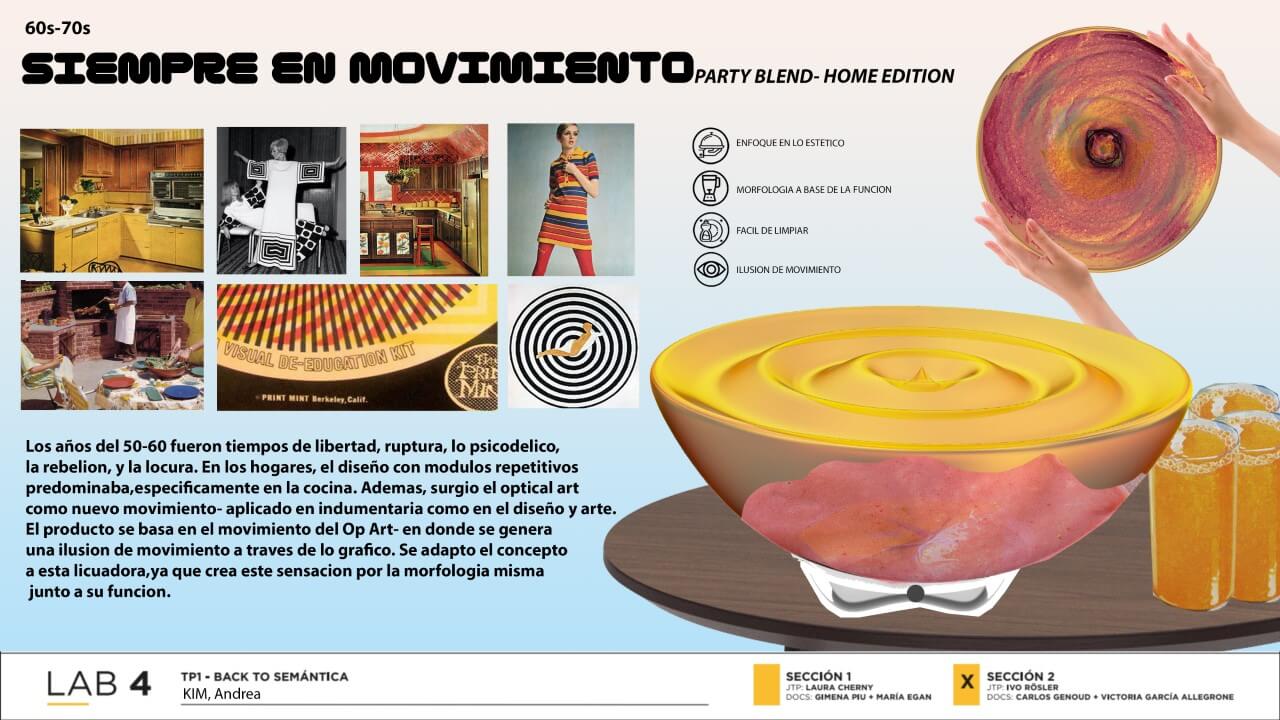 60s-70s
SIEMPRE EN MOVIMIENTO PARTY BLEND- HOME EDITION
ENFOQUE EN LO ESTETICO
MORFOLOGIA A BASE DE LA FUNCION
FACIL DE LIMPIAR
ILUSION DE MOVIMIENTO
VISUAL DE-EDUCATION KIT
PRINT MINT Berkeley, Calif.
Los años del 50-60 fueron tiempos de libertad, ruptura, lo psicodelico,
la rebelion, y la locura. En los hogares, el diseño con modulos repetitivos
predominaba,especificamente en la cocina. Ademas, surgio el optical art
como nuevo movimiento- aplicado en indumentaria como en el diseño y arte.
El producto se basa en el movimiento del Op Art- en donde se genera
una ilusion de movimiento a traves de lo grafico. Se adapto el concepto
a esta licuadora,ya que crea este sensacion por la morfologia misma
junto a su funcion.
LAB 4
TP1 - BACK TO SEMÁNTICA
KIM, Andrea
SECCIÓN 1
JTP: LAURA CHERNY
DOCS: GIMENA PIU + MARÍA EGAN
X
SECCIÓN 2
JTP: IVO RÖSLER
DOCS: CARLOS GENOUD + VICTORIA GARCÍA ALLEGRONE